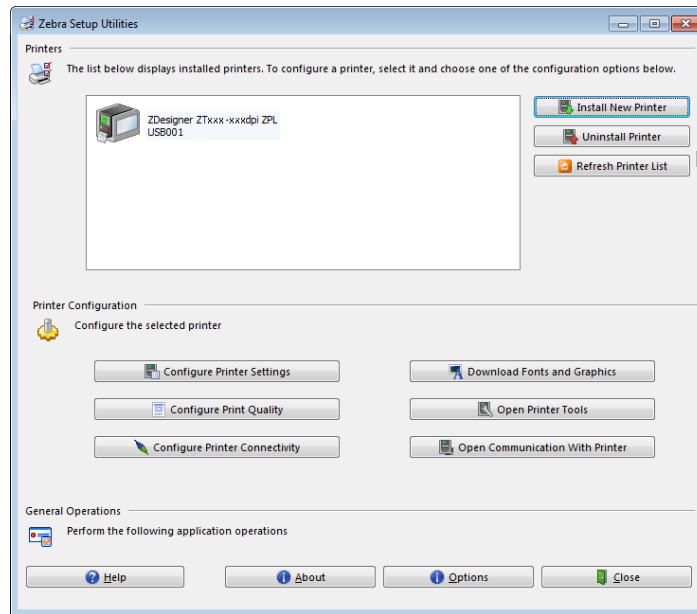 Zebra Setup Utilities
Printers
The list below displays installed printers. To configure a printer, select it and choose one of the configuration options below.
ZDesigner ZTxxx-xxxdpi ZPL
USB001
Install New Printer
Uninstall Printer
Refresh Printer List
Printer Configuration
Configure the selected printer
Configure Printer Settings
Download Fonts and Graphics
Configure Print Quality
Open Printer Tools
Configure Printer Connectivity
Open Communication With Printer
General Operations
Perform the following application operations
Help
About
Options
Close